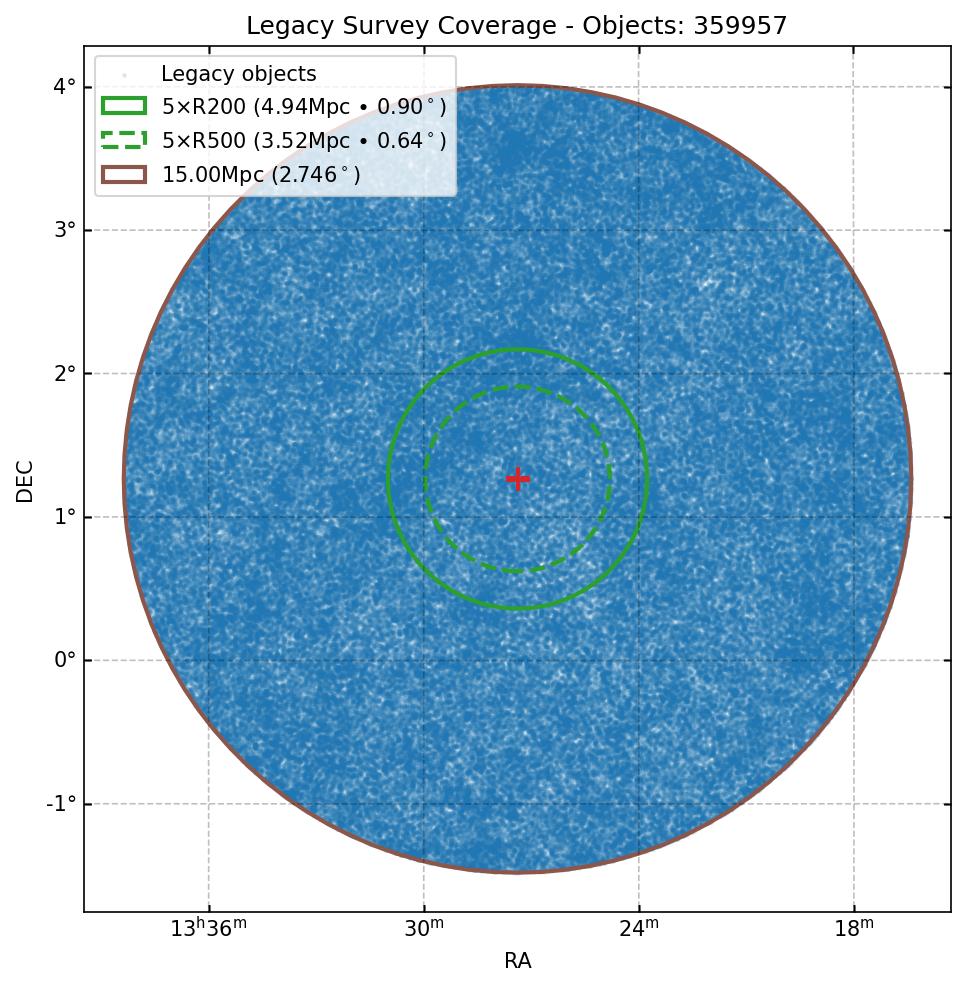 Legacy Survey Coverage - Objects: 359957
Legacy objects
5×R200 (4.94Mpc • 0.90°)
5×R500 (3.52Mpc • 0.64°)
15.00Mpc (2.746°)
4°
3°
2°
1°
0°
-1°
DEC
13ʰ36ᵐ 30ᵐ 24ᵐ 18ᵐ
RA